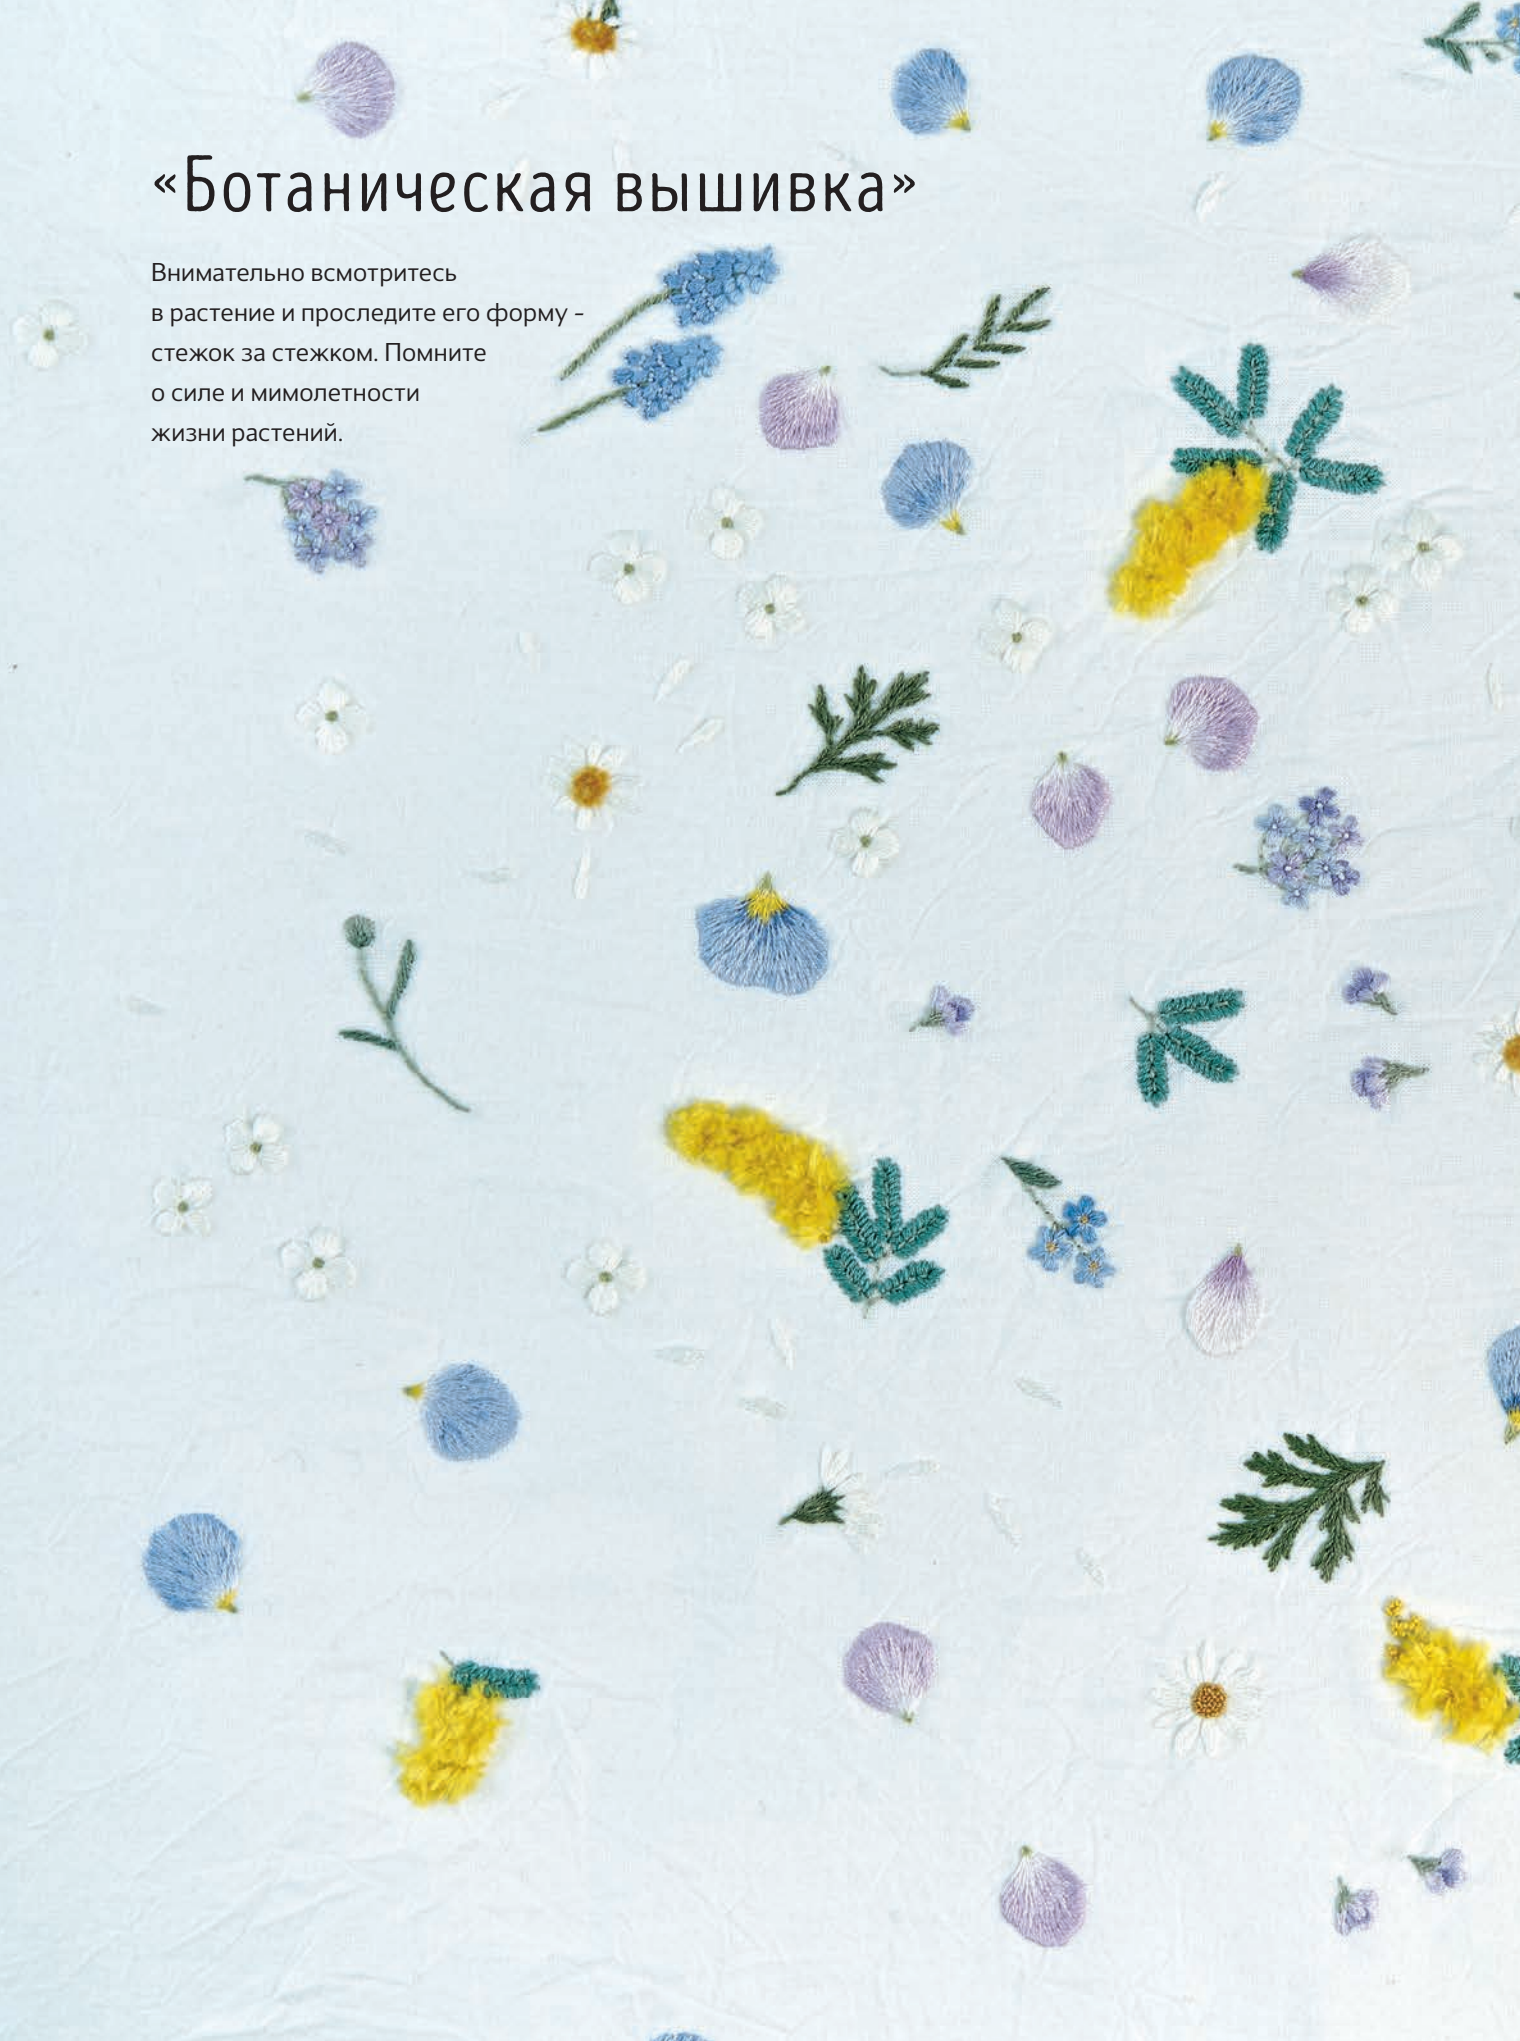 «Ботаническая вышивка»
Внимательно всмотритесь
в растение и проследите его форму -
стежок за стежком. Помните
о силе и мимолетности
жизни растений.